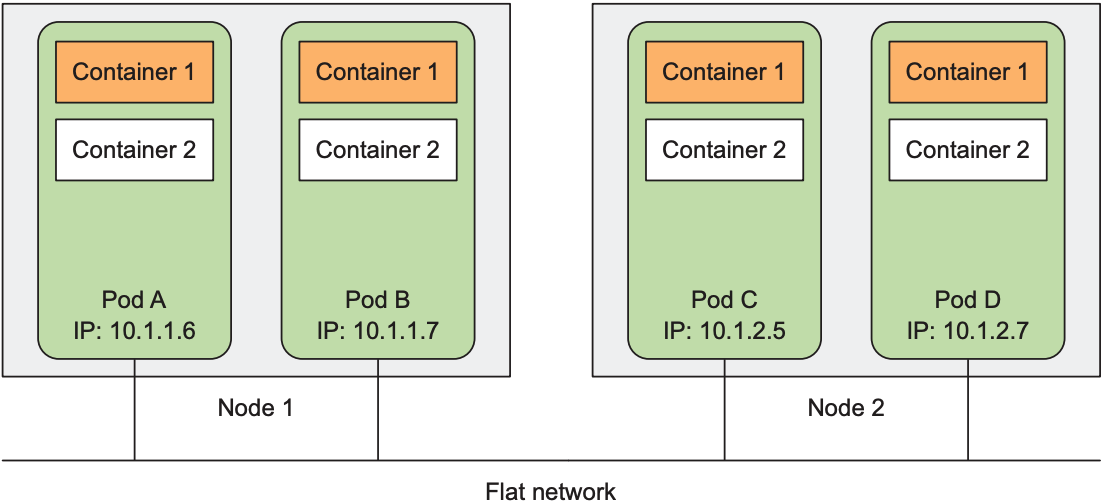 Container 1
Container 2
Pod A
IP: 10.1.1.6
Container 1
Container 2
Pod B
IP: 10.1.1.7
Node 1
Container 1
Container 2
Pod C
IP: 10.1.2.5
Container 1
Container 2
Pod D
IP: 10.1.2.7
Node 2
Flat network